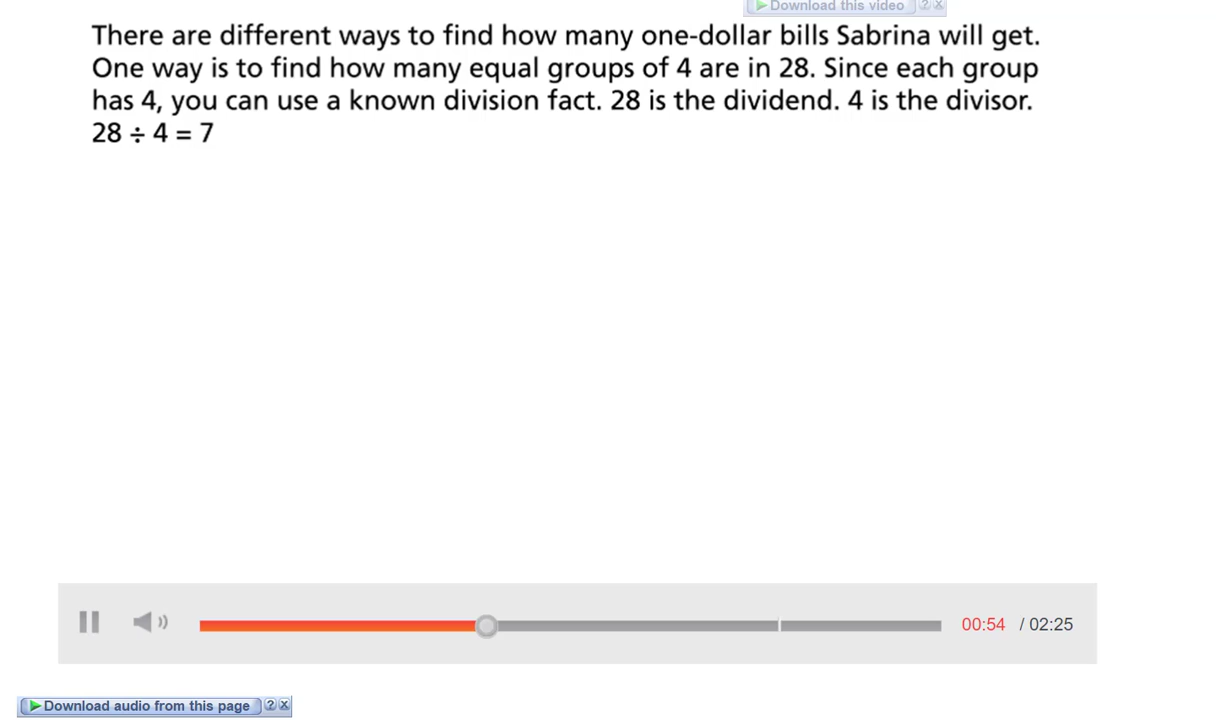 Download this video
There are different ways to find how many one-dollar bills Sabrina will get.
One way is to find how many equal groups of 4 are in 28. Since each group
has 4, you can use a known division fact. 28 is the dividend. 4 is the divisor.
28 ÷ 4 = 7
00:54 / 02:25
Download audio from this page ? X